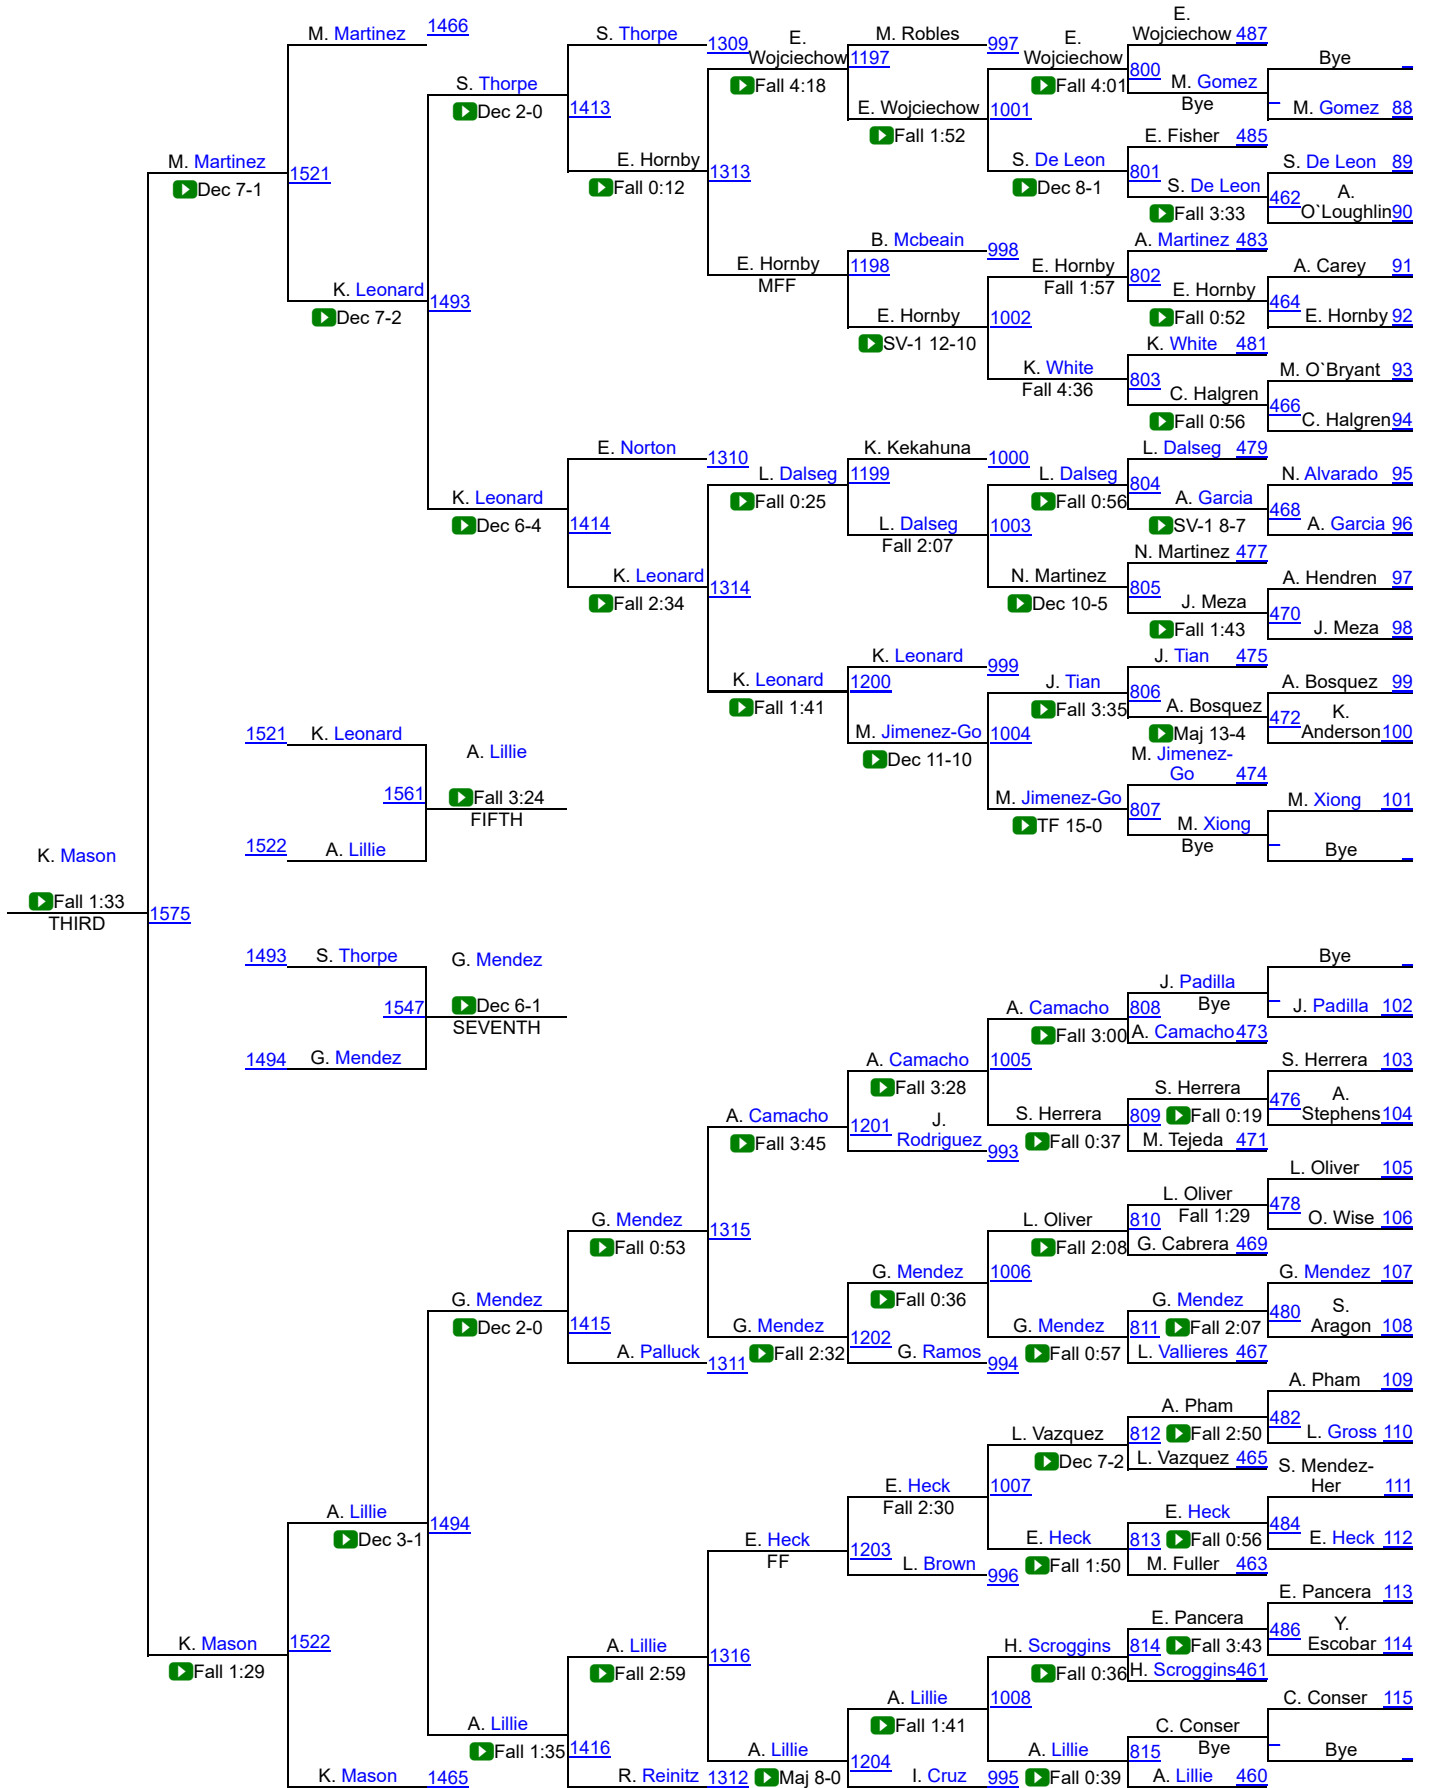 E.
Wojciechow 487
M. Martinez 1466
S. Thorpe 1309
E.
Wojciechow 1197
M. Robles 997
E.
Wojciechow
Fall 4:01 800
Bye
M. Gomez
Bye
M. Gomez 88
S. Thorpe
Dec 2-0 1413
Fall 4:18
E. Wojciechow 1001
Fall 1:52
E. Fisher 485
M. Martinez
Dec 7-1 1521
E. Hornby 1313
Fall 0:12
S. De Leon 801
Dec 8-1
S. De Leon 89
S. De Leon 462
Fall 3:33
A.
O`Loughlin 90
B. Mcbeain 998
A. Martinez 483
E. Hornby 1198
MFF
E. Hornby 802
Fall 1:57
A. Carey 91
K. Leonard 1493
Dec 7-2
E. Hornby 464
Fall 0:52
E. Hornby 92
E. Hornby 1002
SV-1 12-10
K. White 481
K. White 803
Fall 4:36
M. O`Bryant 93
C. Halgren 466
Fall 0:56
C. Halgren 94
E. Norton 1310
K. Kekahuna 1000
L. Dalseg 479
L. Dalseg 1199
Fall 0:25
L. Dalseg 804
Fall 0:56
N. Alvarado 95
K. Leonard 1414
Dec 6-4
A. Garcia 468
SV-1 8-7
A. Garcia 96
L. Dalseg 1003
Fall 2:07
N. Martinez 477
K. Leonard 1314
Fall 2:34
N. Martinez 805
Dec 10-5
A. Hendren 97
J. Meza 470
Fall 1:43
J. Meza 98
K. Leonard 999
J. Tian 475
K. Leonard 1200
Fall 1:41
J. Tian 806
Fall 3:35
A. Bosquez 99
A. Bosquez 472
Maj 13-4
K.
Anderson 100
1521 K. Leonard
A. Lillie
M. Jimenez-Go 1004
Dec 11-10
M. Jimenez-
Go 474
1561 Fall 3:24
FIFTH
M. Jimenez-Go 807
TF 15-0
M. Xiong 101
M. Xiong
Bye
1522 A. Lillie
Bye
K. Mason
Fall 1:33
THIRD 1575
1493 S. Thorpe
G. Mendez
Bye
1547 Dec 6-1
SEVENTH
J. Padilla
Bye
J. Padilla 102
A. Camacho 808
Fall 3:00
A. Camacho 473
1494 G. Mendez
A. Camacho 1005
Fall 3:28
S. Herrera 103
S. Herrera 476
Fall 0:19
A.
Stephens 104
A. Camacho 1201
Fall 3:45
J.
Rodriguez 993
S. Herrera 809
Fall 0:37
M. Tejeda 471
L. Oliver 105
L. Oliver 478
Fall 1:29
O. Wise 106
G. Mendez 1315
Fall 0:53
L. Oliver 810
Fall 2:08
G. Cabrera 469
G. Mendez 1006
Fall 0:36
G. Mendez 107
G. Mendez 1415
Dec 2-0
G. Mendez 480
Fall 2:07
S.
Aragon 108
G. Mendez 1202
Fall 2:32
G. Mendez 811
Fall 0:57
L. Vallieres 467
A. Palluck 1311
G. Ramos 994
A. Pham 109
A. Pham 482
Fall 2:50
L. Gross 110
L. Vazquez 812
Dec 7-2
L. Vazquez 465
S. Mendez-
Her 111
A. Lillie 1494
Dec 3-1
E. Heck 1007
Fall 2:30
E. Heck 484
Fall 0:56
E. Heck 112
E. Heck 1203
FF
L. Brown 996
E. Heck 813
Fall 1:50
M. Fuller 463
E. Pancera 113
E. Pancera 486
Fall 3:43
Y.
Escobar 114
K. Mason 1522
Fall 1:29
A. Lillie 1316
Fall 2:59
H. Scroggins 814
Fall 0:36
H. Scroggins 461
A. Lillie 1008
Fall 1:41
C. Conser 115
A. Lillie 1416
Fall 1:35
C. Conser
Bye
Bye
A. Lillie 1204
Maj 8-0
A. Lillie 815
Fall 0:39
K. Mason 1465
R. Reinitz 1312
I. Cruz 995
A. Lillie 460